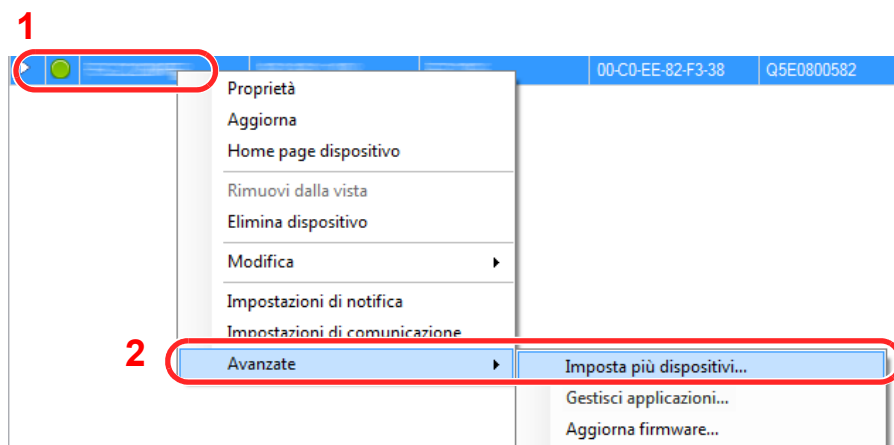 1
00-C0-EE-82-F3-38 Q5E0800582
Proprietà
Aggiorna
Home page dispositivo
Rimuovi dalla vista
Elimina dispositivo
Modifica
Impostazioni di notifica
Impostazioni di comunicazione
2
Avanzate
Imposta più dispositivi...
Gestisci applicazioni...
Aggiorna firmware...